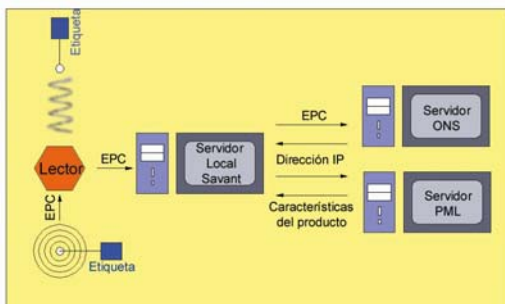 Etiqueta
EPC
Servidor
ONS
EPC
Servidor
Local
Savant
Lector
Dirección IP
EPC
Características
del producto
Servidor
PML
Etiqueta